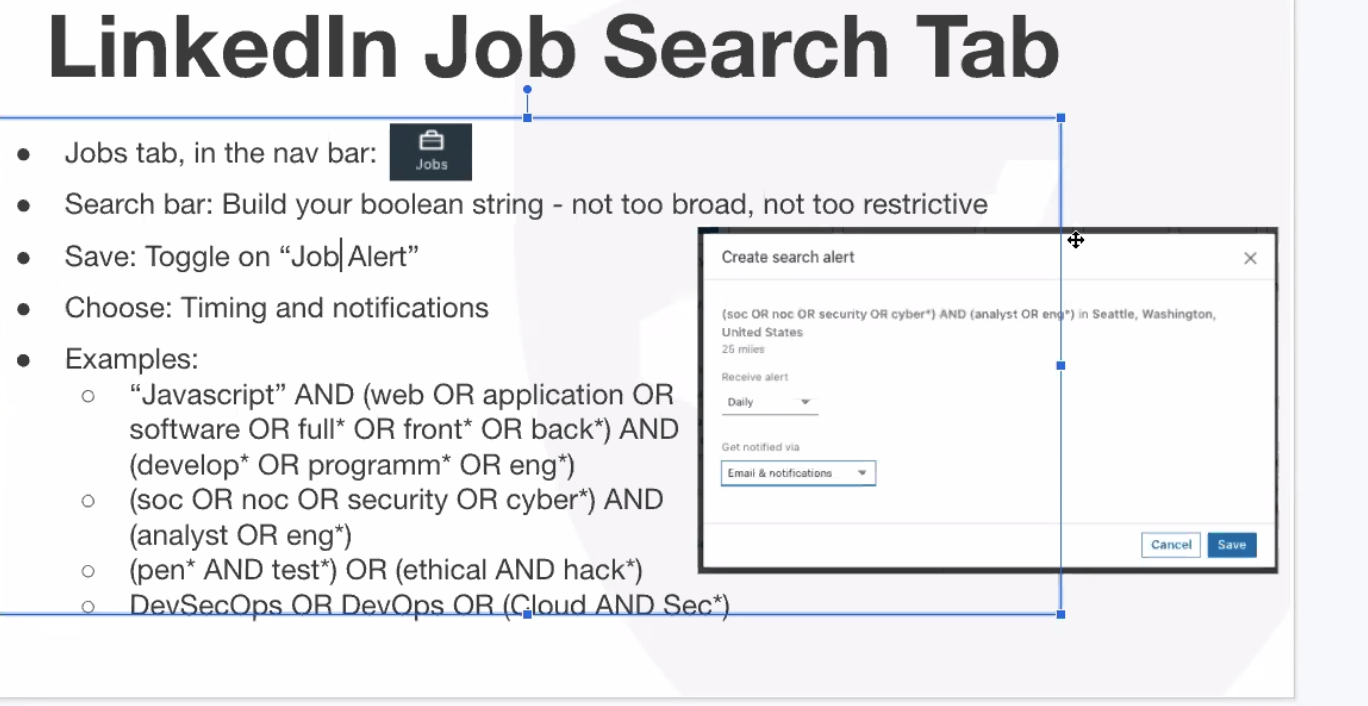 LinkedIn Job Search Tab
Jobs tab, in the nav bar:
Jobs
Search bar: Build your boolean string - not too broad, not too restrictive
Save: Toggle on “Job Alert”
Choose: Timing and notifications
Examples:
“Javascript” AND (web OR application OR
software OR full* OR front* OR back*) AND
(develop* OR programm* OR eng*)
(soc OR noc OR security OR cyber*) AND
(analyst OR eng*)
(pen* AND test*) OR (ethical AND hack*)
DevSecOps OR DevOps OR (Cloud AND Sec*)
Create search alert
(soc OR noc OR security OR cyber*) AND (analyst OR eng*) in Seattle, Washington,
United States
25 miles
Receive alert
Daily
Get notified via
Email & notifications
Cancel
Save